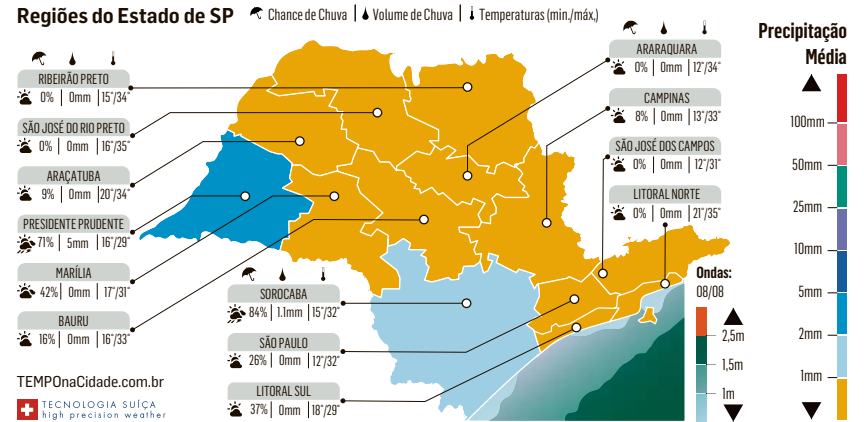 Regiões do Estado de SP
Chance de Chuva | Volume de Chuva | Temperaturas (min./máx.)
RIBEIRÃO PRETO
0% | 0mm | 15°/34°
SÃO JOSÉ DO RIO PRETO
0% | 0mm | 16°/35°
ARAÇATUBA
9% | 0mm | 20°/34°
PRESIDENTE PRUDENTE
71% | 5mm | 16°/29°
MARÍLIA
42% | 0mm | 17°/31°
BAURU
16% | 0mm | 16°/33°
SOROCABA
84% | 1.1mm | 15°/32°
SÃO PAULO
26% | 0mm | 12°/32°
LITORAL SUL
37% | 0mm | 18°/29°
ARARAQUARA
0% | 0mm | 12°/34°
CAMPINAS
8% | 0mm | 13°/33°
SÃO JOSÉ DOS CAMPOS
0% | 0mm | 12°/31°
LITORAL NORTE
0% | 0mm | 21°/35°
Ondas:
08/08
2,5m
1,5m
1m
Precipitação
Média
100mm
50mm
25mm
10mm
5mm
2mm
1mm
TEMPOnaCidade.com.br
TECNOLOGIA SUÍÇA
high precision weather